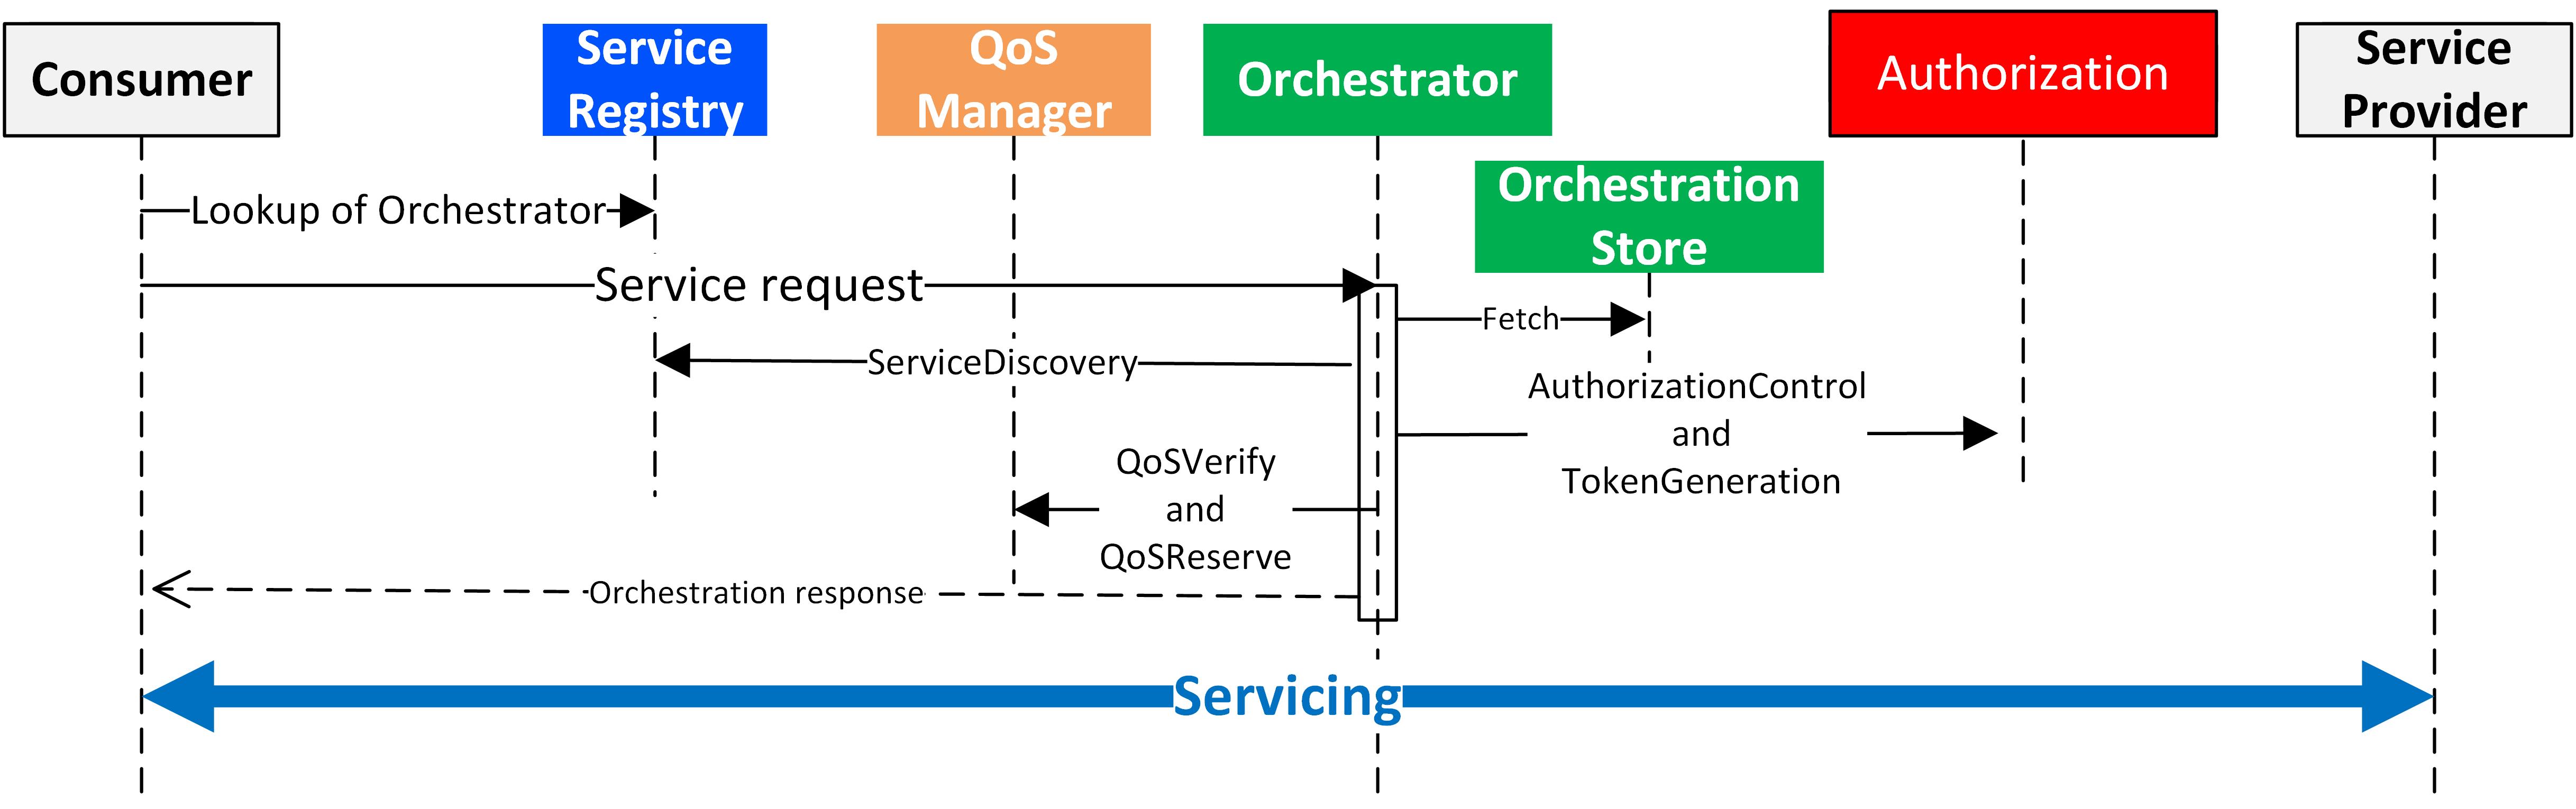 Consumer
Service
Registry
QoS
Manager
Orchestrator
Authorization
Service
Provider
Orchestration
Store
Lookup of Orchestrator
Service request
Fetch
ServiceDiscovery
AuthorizationControl
and
TokenGeneration
QoSVerify
and
QoSReserve
Orchestration response
Servicing